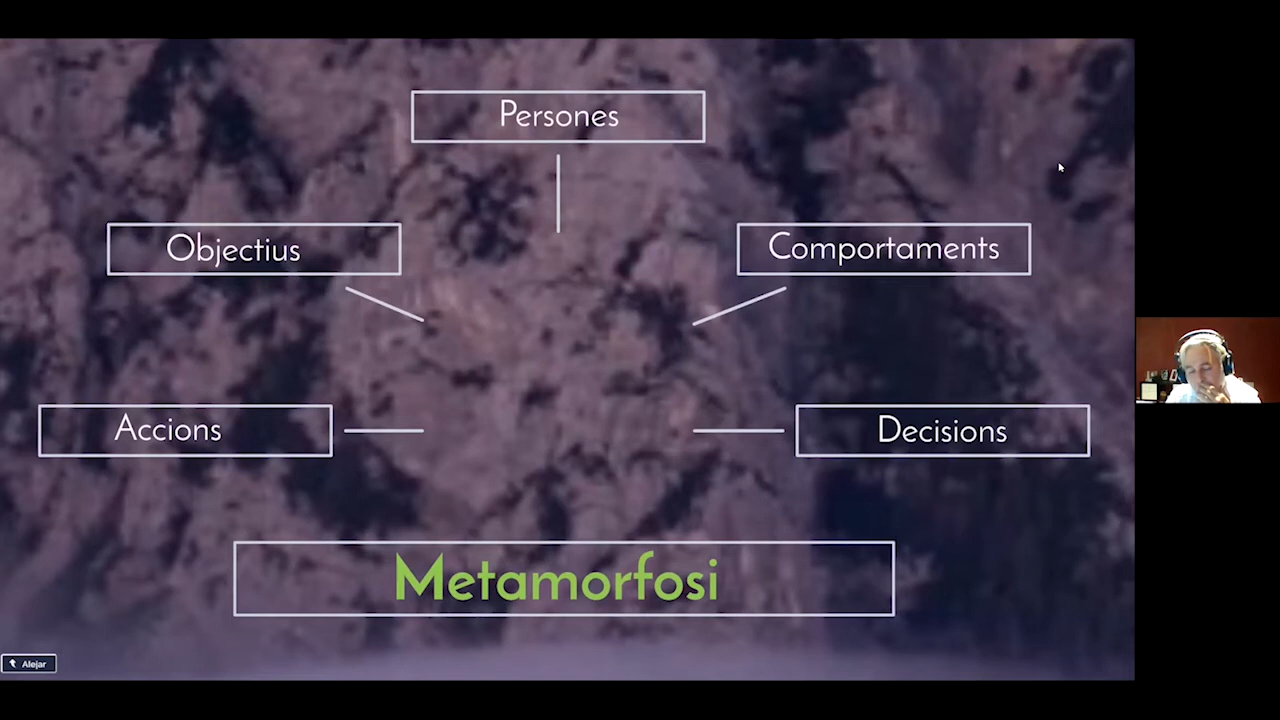 Persones
Objectius
Comportaments
Accions
Decisions
Metamorfosi
Alejar